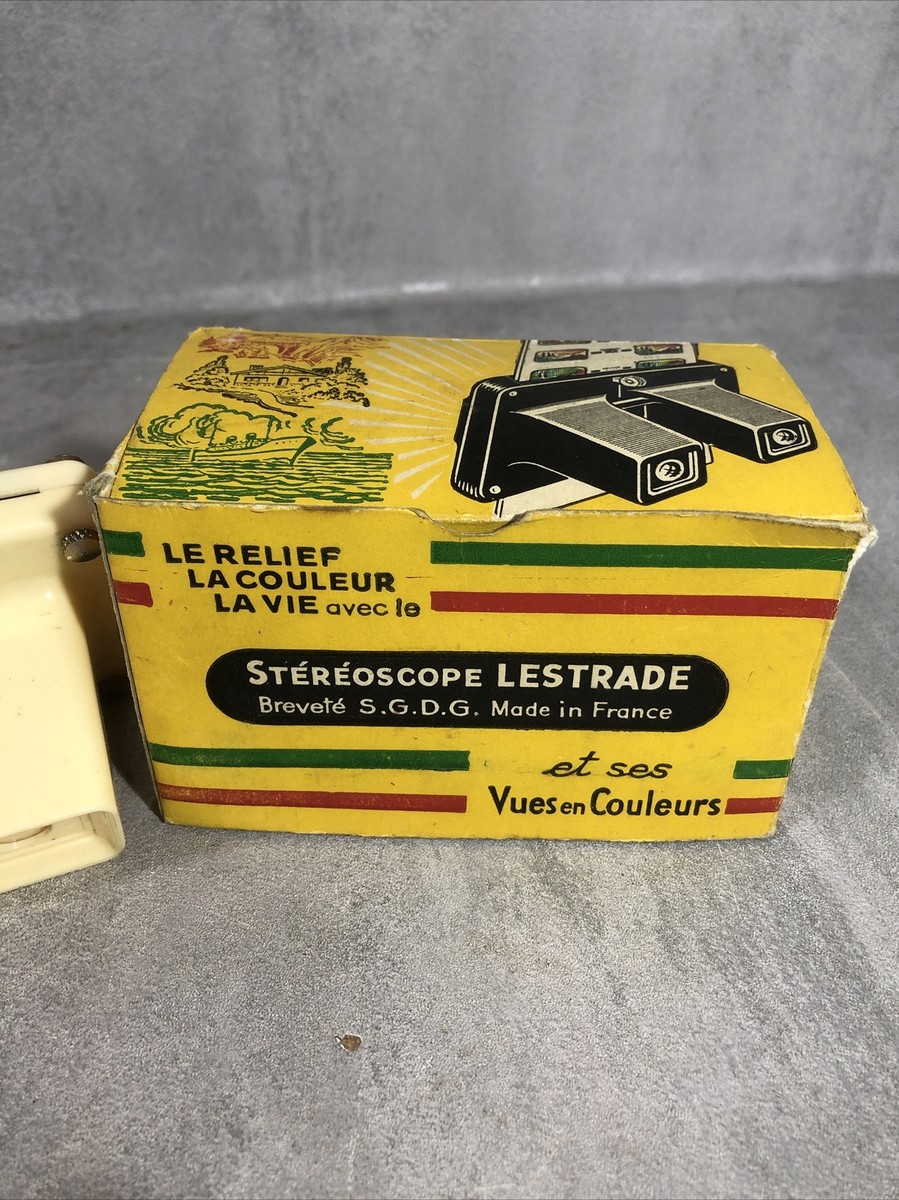 LE RELIEF
LA COULEUR
LA VIE avec le
STÉRÉOSCOPE LESTRADE
Breveté S.G.D.G. Made in France
et ses
Vues en Couleurs